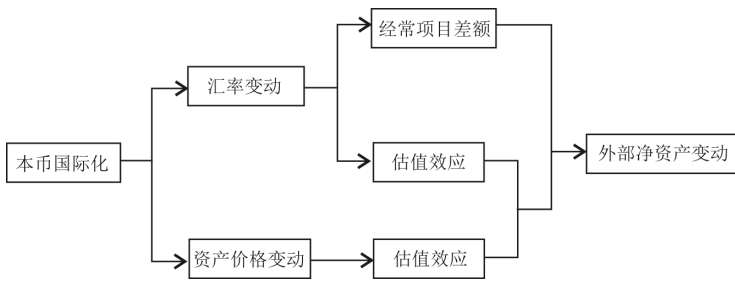 经常项目差额
汇率变动
本币国际化
估值效应
外部净资产变动
资产价格变动
估值效应